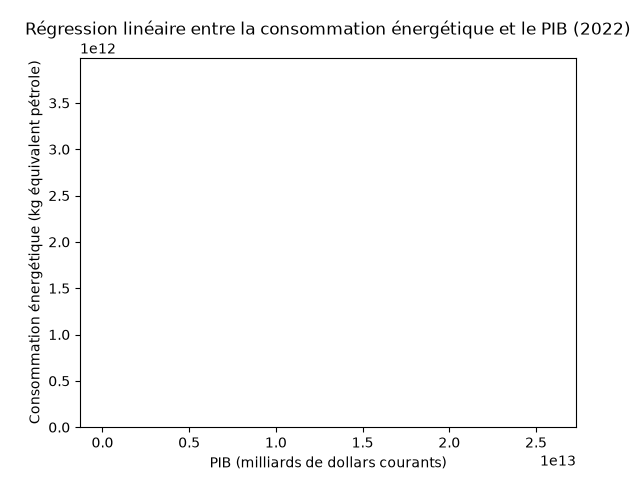 Régression linéaire entre la consommation énergétique et le PIB (2022)
1e12
Consommation énergétique (kg équivalent pétrole)
3.5
3.0
2.5
2.0
1.5
1.0
0.5
0.0
0.0 0.5 1.0 1.5 2.0 2.5
1e13
PIB (milliards de dollars courants)